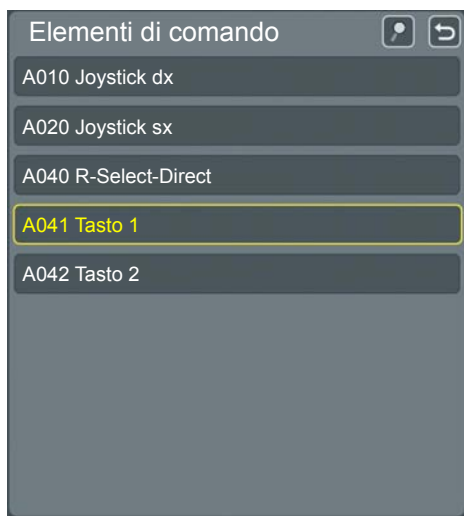 Elementi di comando
A010 Joystick dx
A020 Joystick sx
A040 R-Select-Direct
A041 Tasto 1
A042 Tasto 2